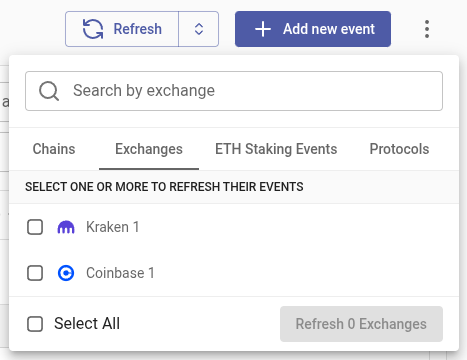 Refresh
Add new event
Search by exchange
Chains
Exchanges
ETH Staking Events
Protocols
SELECT ONE OR MORE TO REFRESH THEIR EVENTS
Kraken 1
Coinbase 1
Select All
Refresh 0 Exchanges